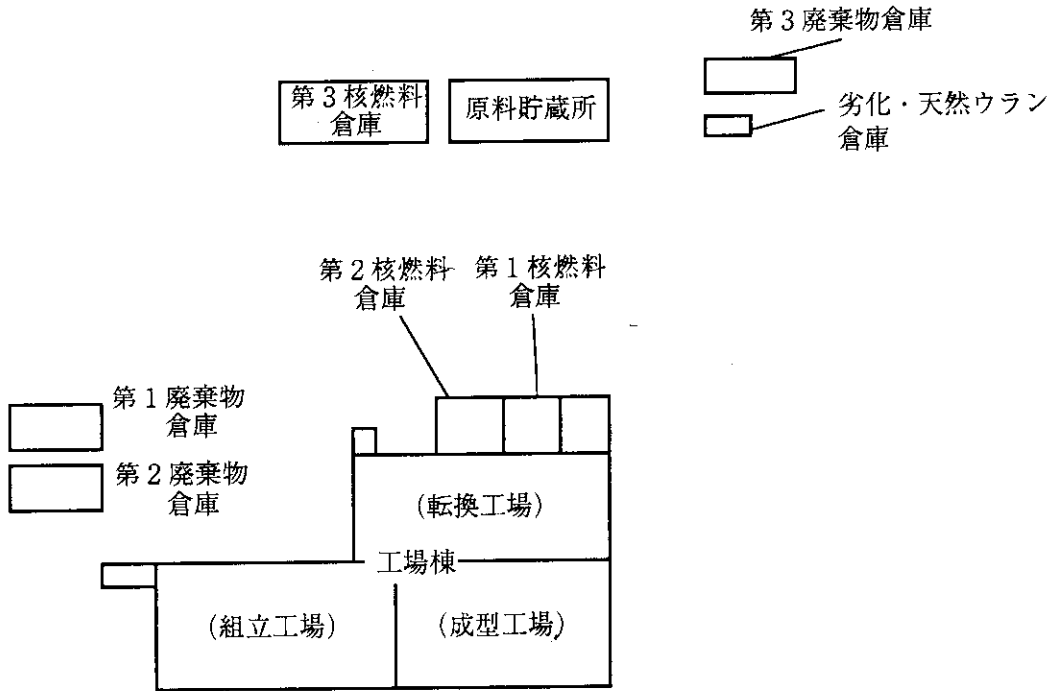 第3廃棄物倉庫
第3核燃料
倉庫
原料貯蔵所
劣化・天然ウラン
倉庫
第2核燃料
倉庫
第1核燃料
倉庫
第1廃棄物
倉庫
第2廃棄物
倉庫
(転換工場)
工場棟
(組立工場)
(成型工場)